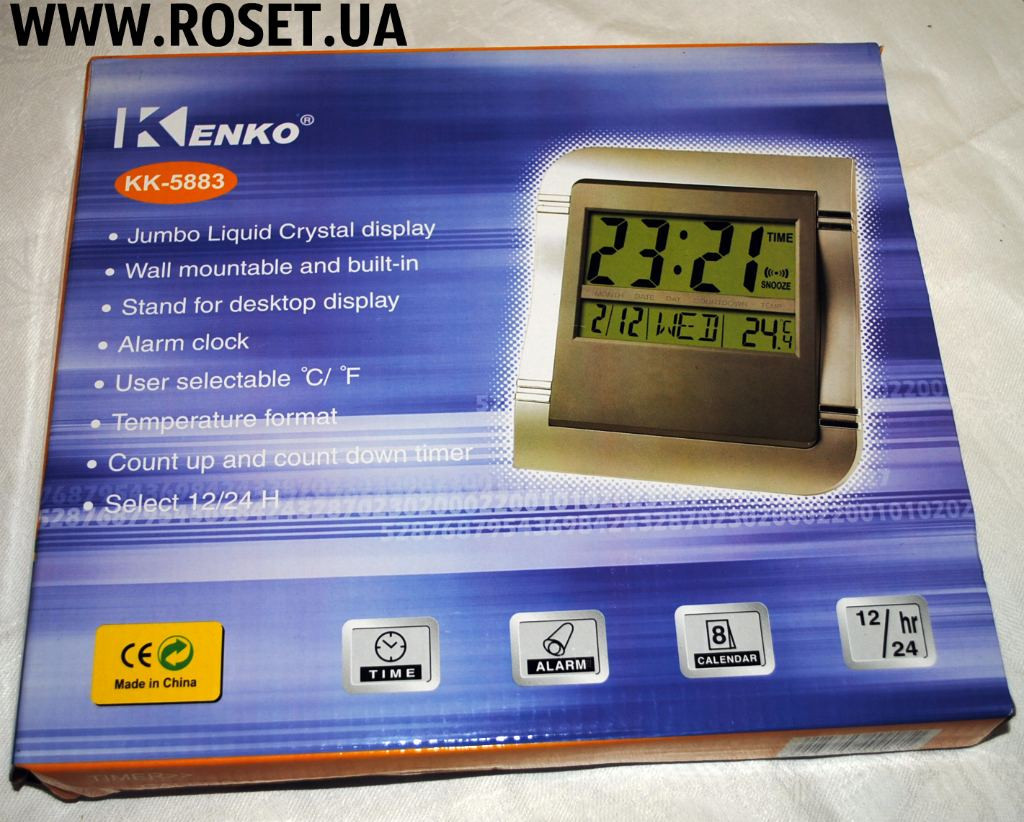 WWW.ROSET.UA
KENKO®
KK-5883
• Jumbo Liquid Crystal display
• Wall mountable and built-in
• Stand for desktop display
• Alarm clock
• User selectable ℃/ ℉
• Temperature format
• Count up and count down timer
• Select 12/24 H
23:21 TIME
SNOOZE
MONTH DATE DAY COUNTDOWN TEMP
2/12 WED 24.4 C
528768795436984243287023020002200101020
CE
Made in China
TIME
ALARM
8
CALENDAR
12/24 hr
TIMER>>